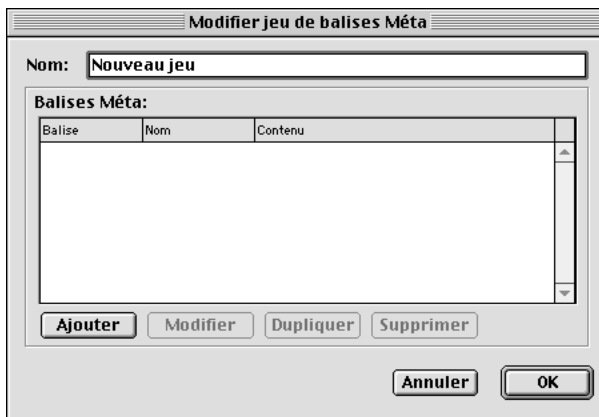 Modifier jeu de balises Méta
Nom: Nouveau jeu
Balises Méta:
Balise Nom Contenu
Ajouter Modifier Dupliquer Supprimer
Annuler OK